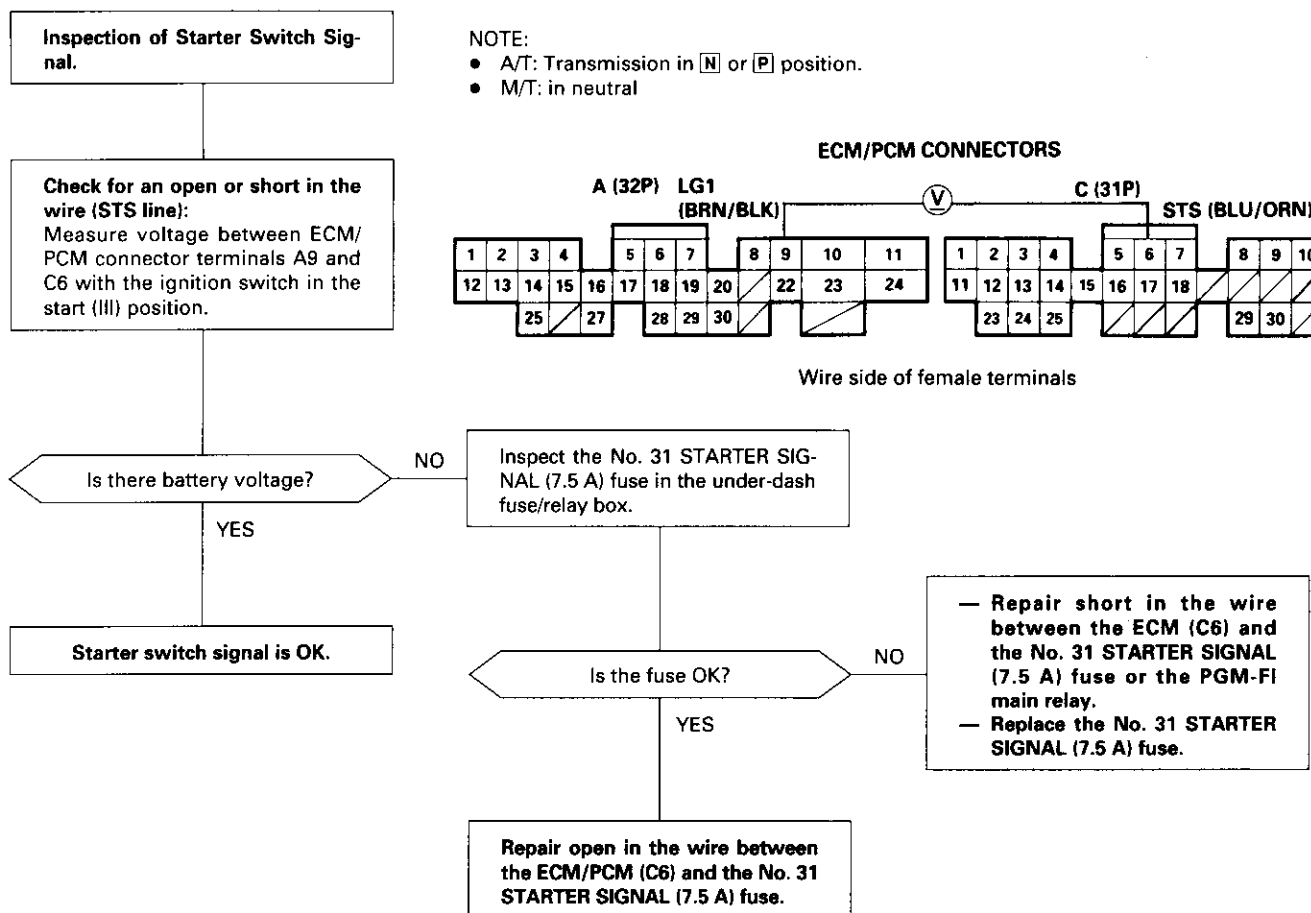 Inspection of Starter Switch Sig-
nal.
NOTE:
● A/T: Transmission in N or P position.
● M/T: in neutral
Check for an open or short in the
wire (STS line):
Measure voltage between ECM/
PCM connector terminals A9 and
C6 with the ignition switch in the
start (III) position.
ECM/PCM CONNECTORS
A (32P) LG1
(BRN/BLK)
V
C (31P)
STS (BLU/ORN)
1 2 3 4 5 6 7 8 9 10 11
12 13 14 15 16 17 18 19 20 22 23 24
25 27 28 29 30
1 2 3 4 5 6 7 8 9 10
11 12 13 14 15 16 17 18
23 24 25 29 30
Wire side of female terminals
Is there battery voltage?
NO
YES
Inspect the No. 31 STARTER SIG-
NAL (7.5 A) fuse in the under-dash
fuse/relay box.
Starter switch signal is OK.
Is the fuse OK?
NO
YES
— Repair short in the wire
between the ECM (C6) and
the No. 31 STARTER SIGNAL
(7.5 A) fuse or the PGM-FI
main relay.
— Replace the No. 31 STARTER
SIGNAL (7.5 A) fuse.
Repair open in the wire between
the ECM/PCM (C6) and the No. 31
STARTER SIGNAL (7.5 A) fuse.